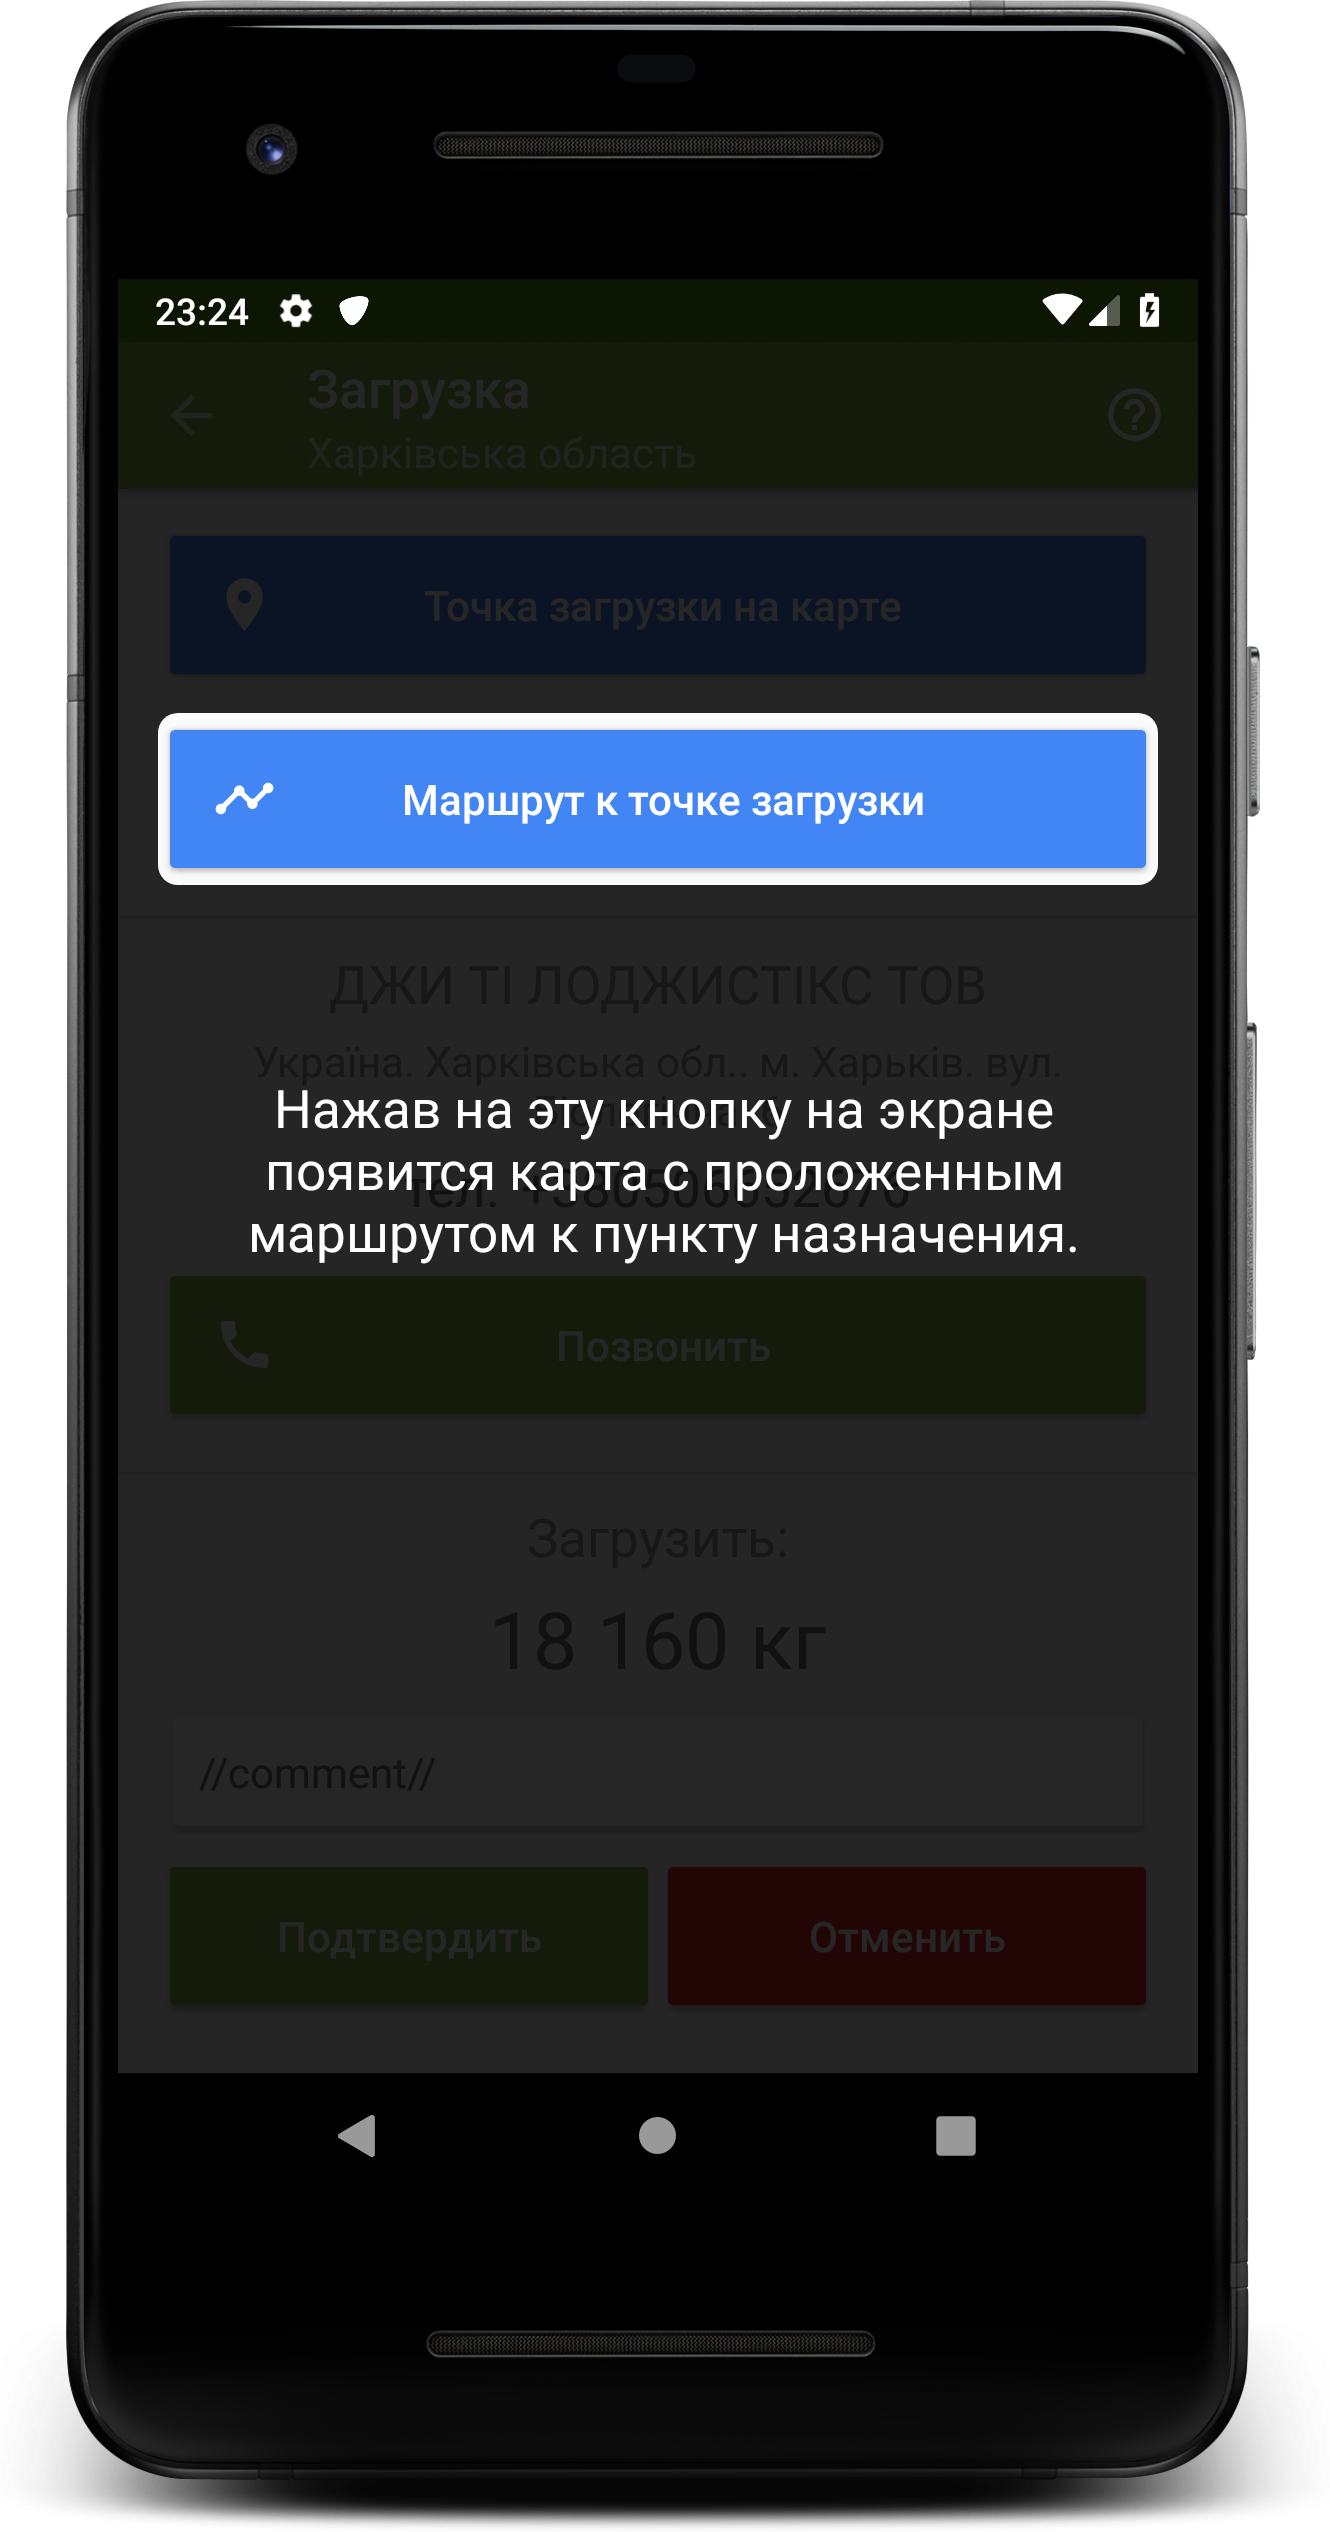 23:24
Загрузка
Харківська область
Точка загрузки на карте
Маршрут к точке загрузки
ДЖИ ТІ ЛОДЖИСТІКС ТОВ
Україна. Харківська обл.. м. Харьків. вул.
Нажав на эту кнопку на экране
появится карта с проложенным
тел.
маршрутом к пункту назначения.
Позвонить
Загрузить:
18 160 кг
//comment//
Подтвердить
Отменить